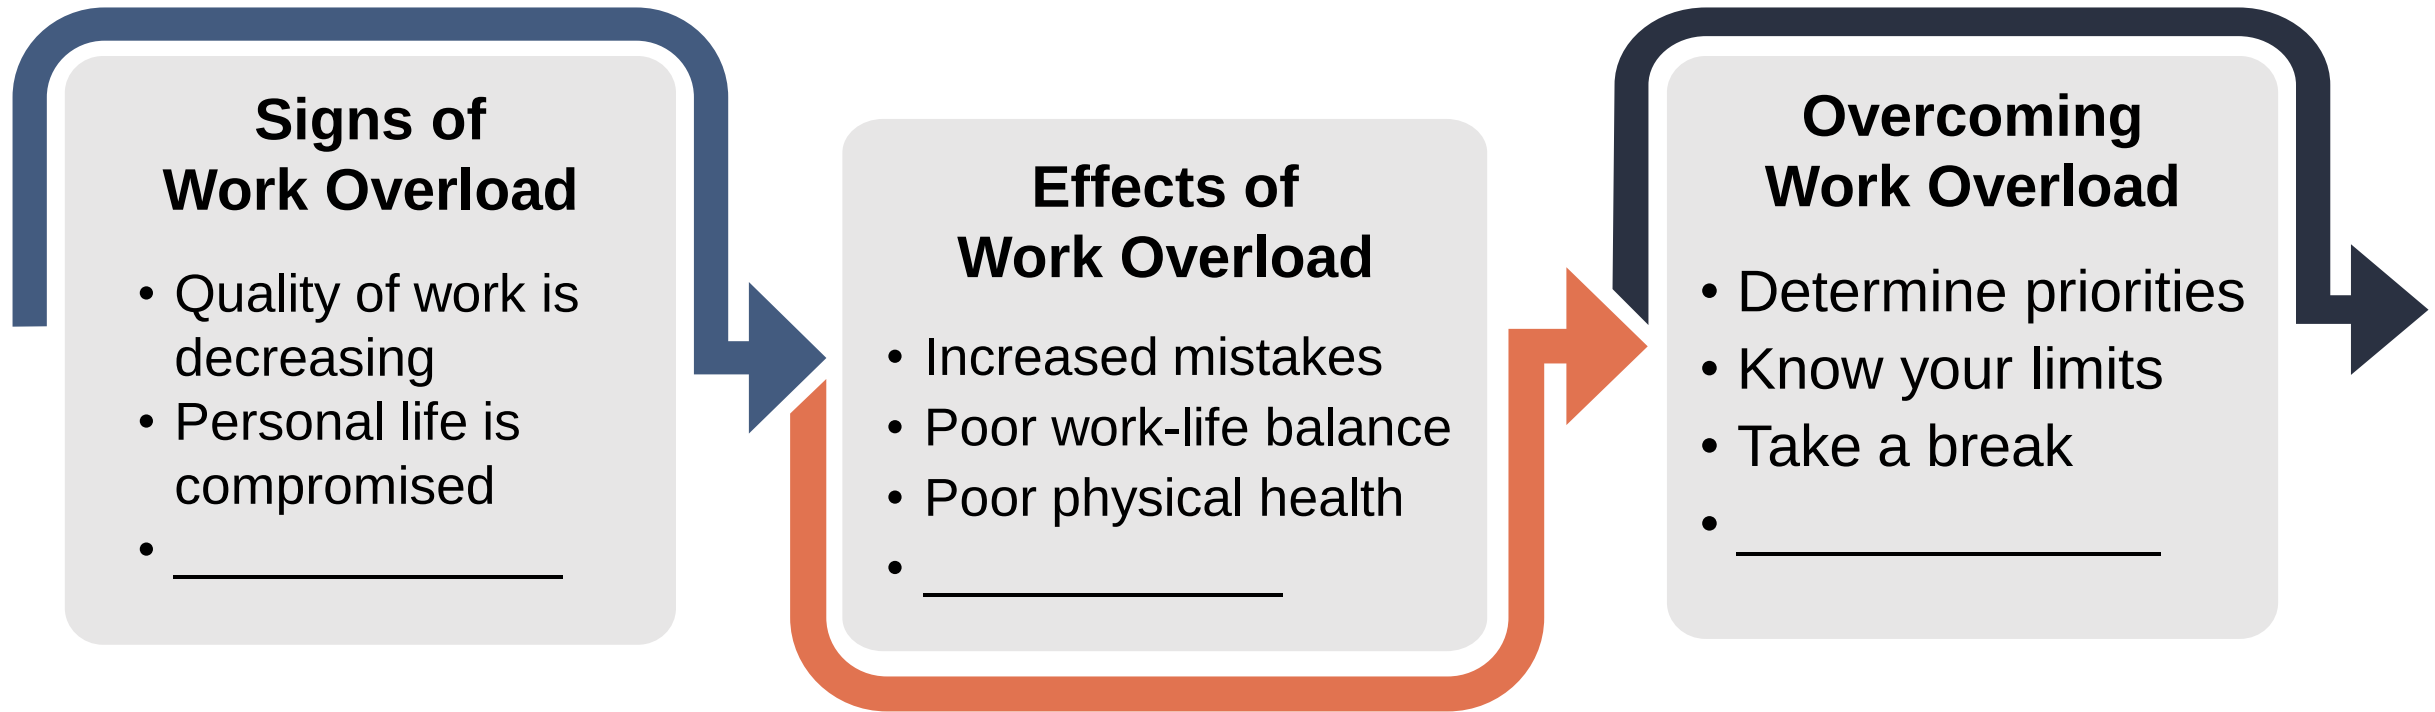 Signs of
Work Overload
• Quality of work is
decreasing
• Personal life is
compromised
•
Effects of
Work Overload
• Increased mistakes
• Poor work-life balance
• Poor physical health
•
Overcoming
Work Overload
• Determine priorities
• Know your limits
• Take a break
•